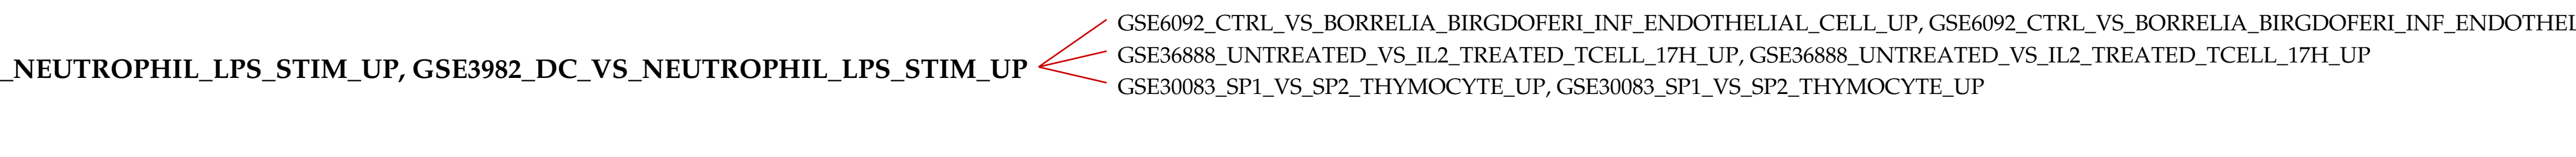 GSE6092_CTRL_VS_BORRELIA_BIRGDOFERI_INF_ENDOTHELIAL_CELL_UP, GSE6092_CTRL_VS_BORRELIA_BIRGDOFERI_INF_ENDOTHEL
GSE36888_UNTREATED_VS_IL2_TREATED_TCELL_17H_UP, GSE36888_UNTREATED_VS_IL2_TREATED_TCELL_17H_UP
_NEUTROPHIL_LPS_STIM_UP, GSE3982_DC_VS_NEUTROPHIL_LPS_STIM_UP
GSE30083_SP1_VS_SP2_THYMOCYTE_UP, GSE30083_SP1_VS_SP2_THYMOCYTE_UP